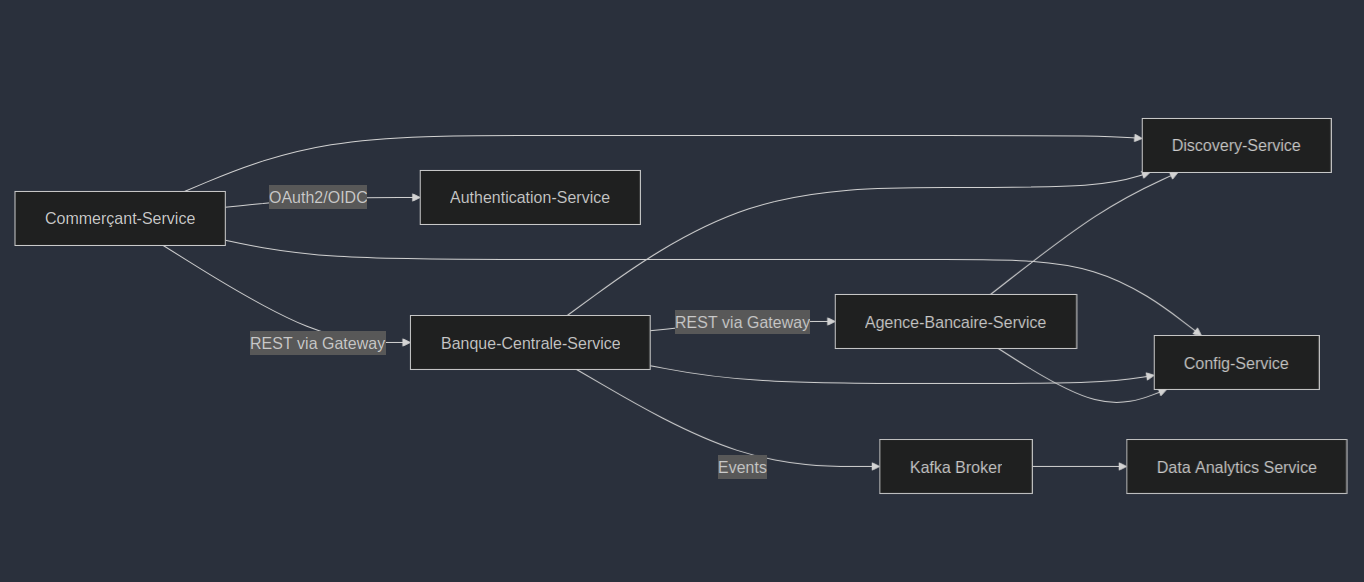 Discovery-Service
Commerçant-Service
OAuth2/OIDC
Authentication-Service
REST via Gateway
Banque-Centrale-Service
REST via Gateway
Agence-Bancaire-Service
Config-Service
Events
Kafka Broker
Data Analytics Service